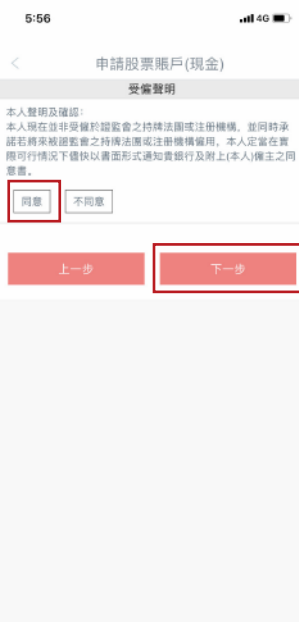 5:56
4G
申請股票賬戶(現金)
受僱聲明
本人聲明及確認：
本人現在並非受僱於證監會之持牌法團或注册機構，並同時承
諾若將來被證監會之持牌法團或注册機構僱用，本人定當在實
際可行情況下儘快以書面形式通知貴銀行及附上(本人)僱主之同
意書。
同意 不同意
上一步 下一步